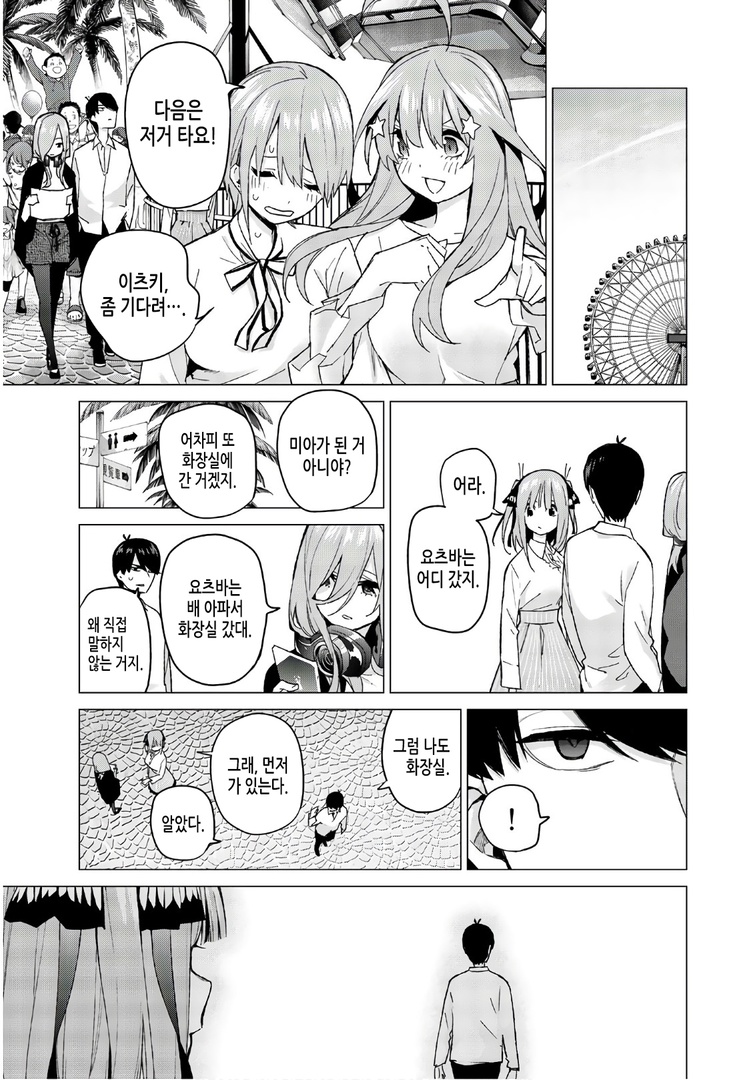 다음은
저거 타요!
이츠키,
좀 기다려….
어라.
요츠바는
어디 갔지.
미아가 된 거
아니야?
어차피 또
화장실에
간 거겠지.
요츠바는
배 아파서
화장실 갔대.
왜 직접
말하지
않는 거지.
!
그럼 나도
화장실.
그래, 먼저
가 있는다.
알았다.